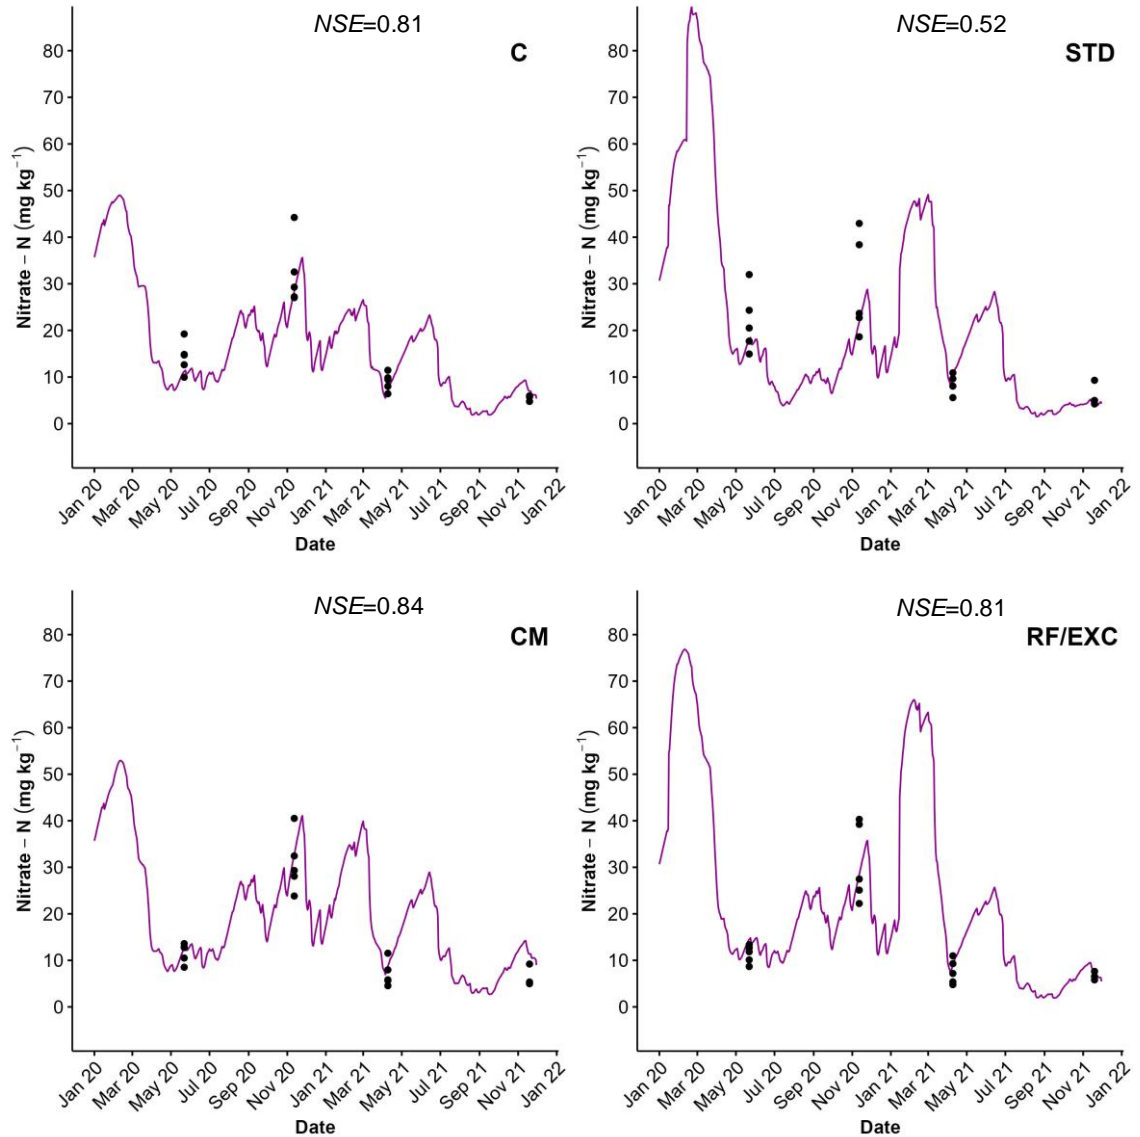 NSE=0.81
C
Nitrate – N (mg kg⁻¹)
80
70
60
50
40
30
20
10
0
Jan 20
Mar 20
May 20
Jul 20
Sep 20
Nov 20
Jan 21
Mar 21
May 21
Jul 21
Sep 21
Nov 21
Jan 22
Date
NSE=0.52
STD
Nitrate – N (mg kg⁻¹)
80
70
60
50
40
30
20
10
0
Jan 20
Mar 20
May 20
Jul 20
Sep 20
Nov 20
Jan 21
Mar 21
May 21
Jul 21
Sep 21
Nov 21
Jan 22
Date
NSE=0.84
CM
Nitrate – N (mg kg⁻¹)
80
70
60
50
40
30
20
10
0
Jan 20
Mar 20
May 20
Jul 20
Sep 20
Nov 20
Jan 21
Mar 21
May 21
Jul 21
Sep 21
Nov 21
Jan 22
Date
NSE=0.81
RF/EXC
Nitrate – N (mg kg⁻¹)
80
70
60
50
40
30
20
10
0
Jan 20
Mar 20
May 20
Jul 20
Sep 20
Nov 20
Jan 21
Mar 21
May 21
Jul 21
Sep 21
Nov 21
Jan 22
Date